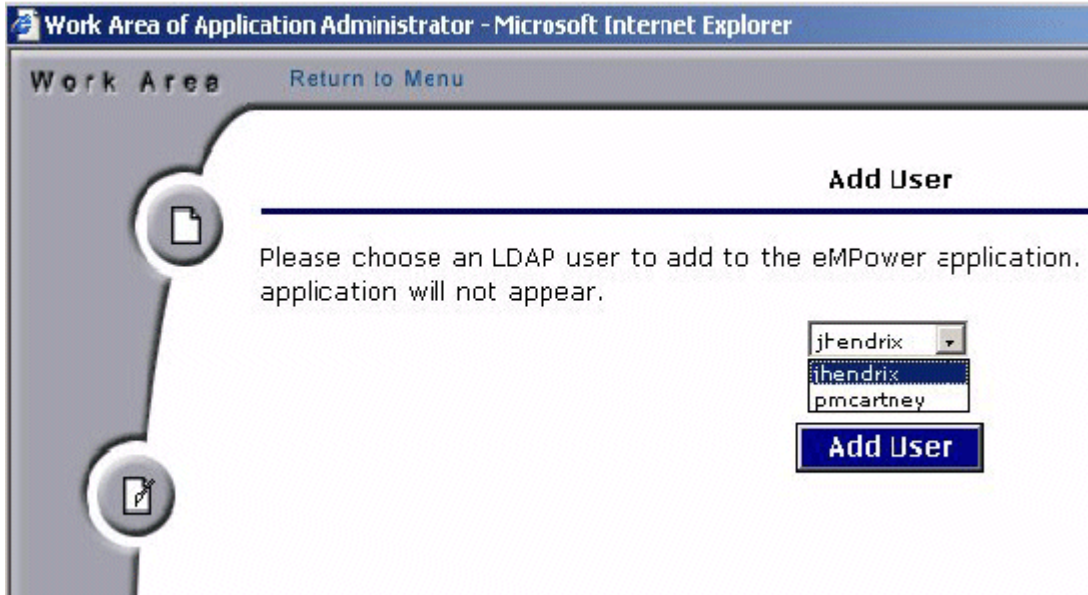 Work Area of Application Administrator - Microsoft Internet Explorer
Work Area
Return to Menu
Add User
Please choose an LDAP user to add to the eMPower application.
application will not appear.
jhendrix
jhendrix
pmcartney
Add User